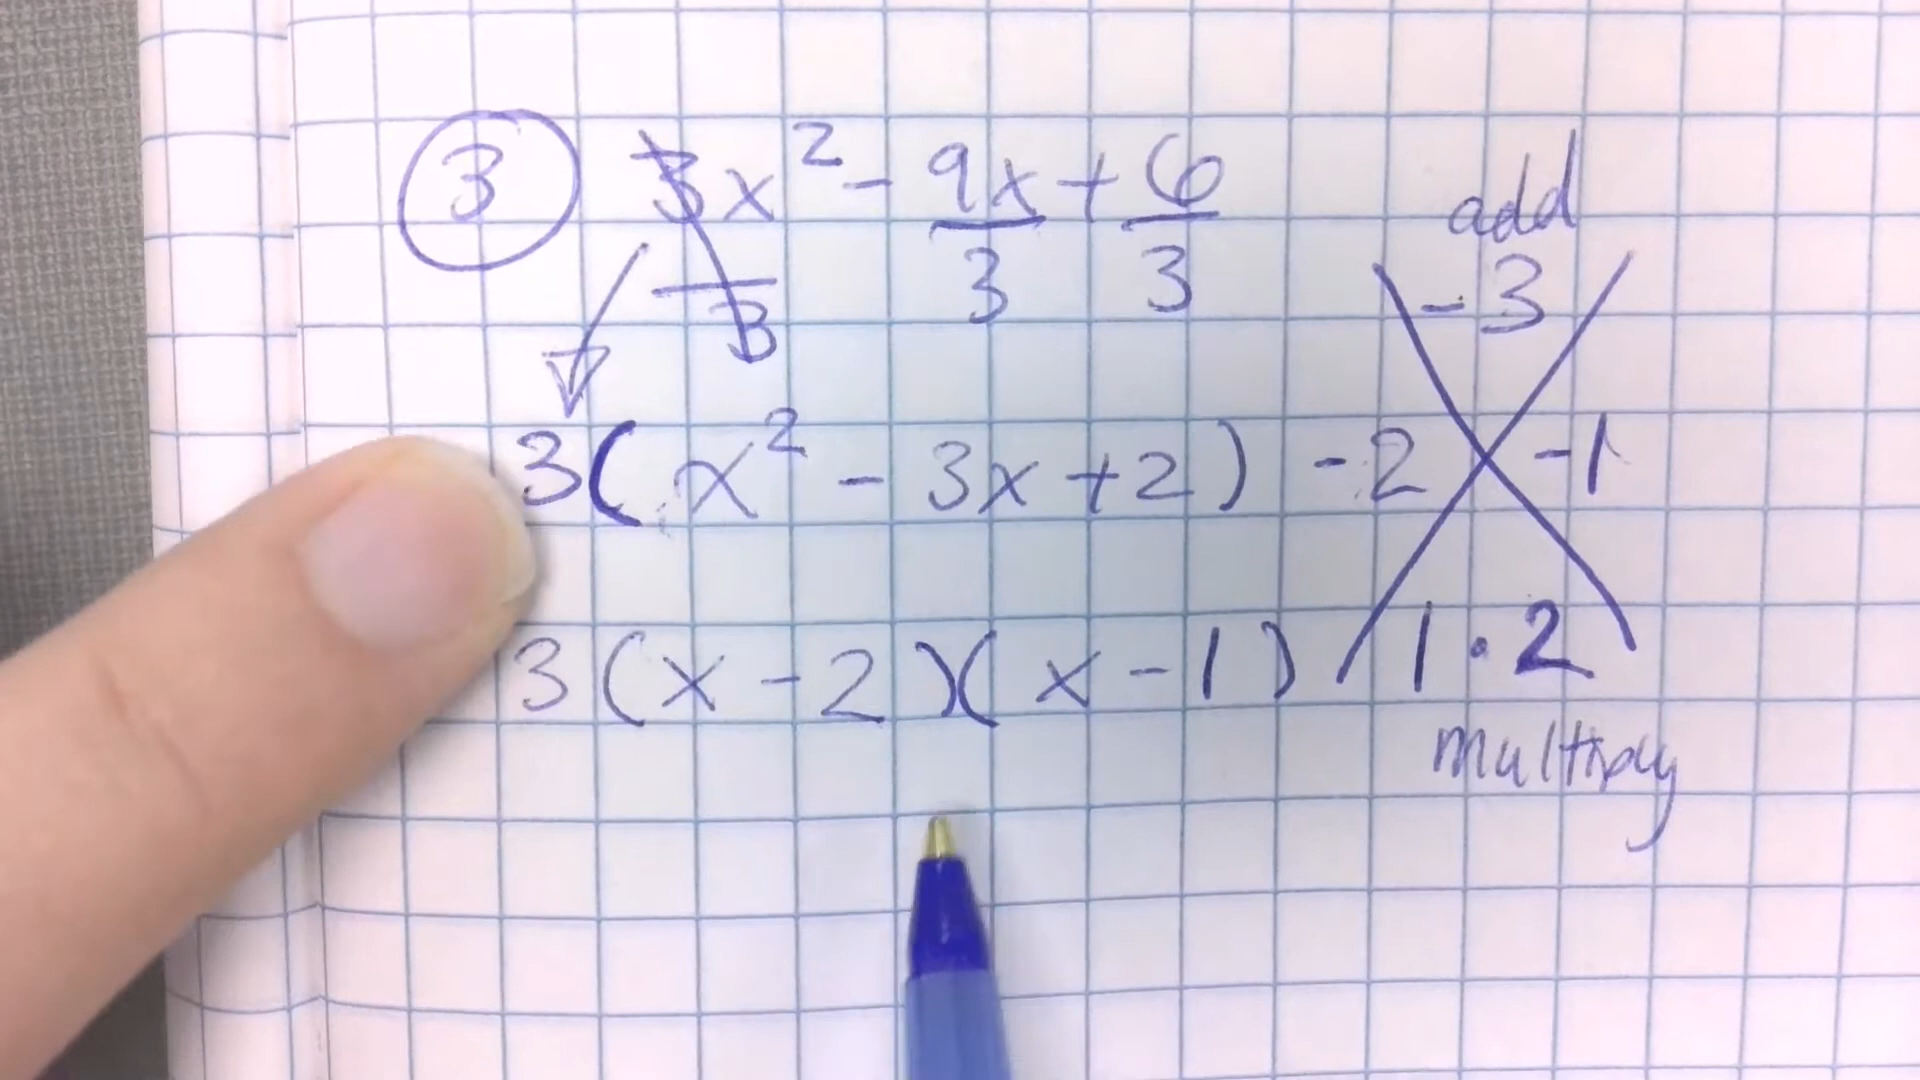 ③ 3x² - 9x + 6
3 3 3
add
-3
3(x² - 3x + 2)
-2 -1
3(x - 2)(x - 1)
1 · 2
multiply